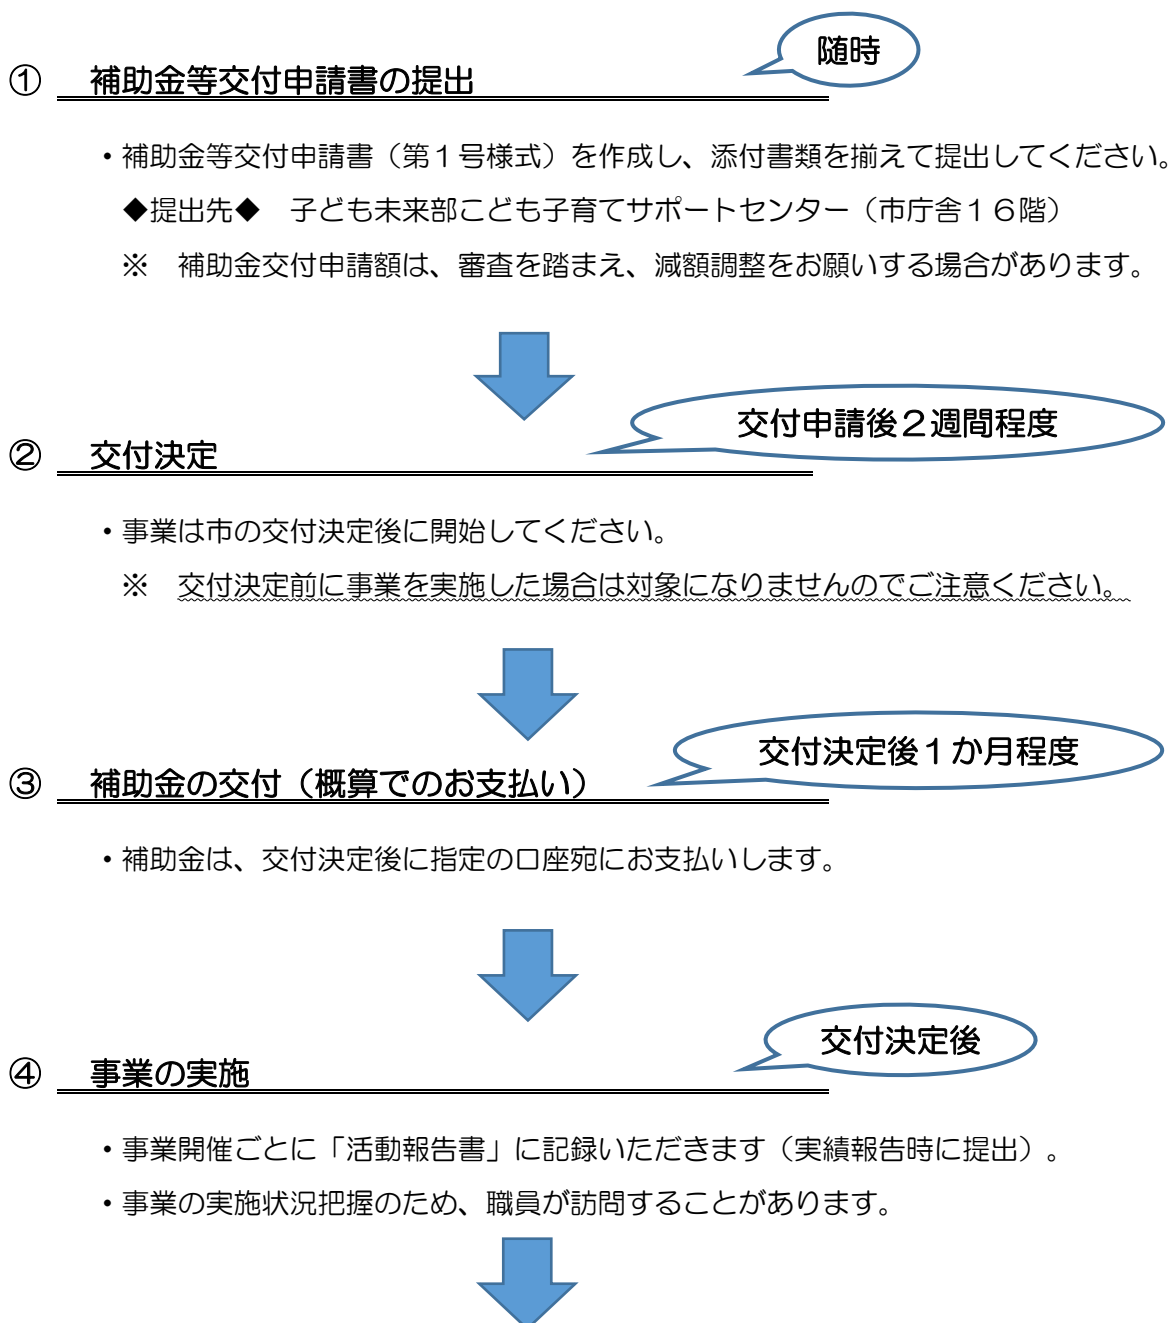 随時
① 補助金等交付申請書の提出
・補助金等交付申請書（第１号様式）を作成し、添付書類を揃えて提出してください。
◆提出先◆　子ども未来部こども子育てサポートセンター（市庁舎１６階）
※　補助金交付申請額は、審査を踏まえ、減額調整をお願いする場合があります。
交付申請後２週間程度
② 交付決定
・事業は市の交付決定後に開始してください。
※　交付決定前に事業を実施した場合は対象になりませんのでご注意ください。
交付決定後１か月程度
③ 補助金の交付（概算でのお支払い）
・補助金は、交付決定後に指定の口座宛にお支払いします。
交付決定後
④ 事業の実施
・事業開催ごとに「活動報告書」に記録いただきます（実績報告時に提出）。
・事業の実施状況把握のため、職員が訪問することがあります。